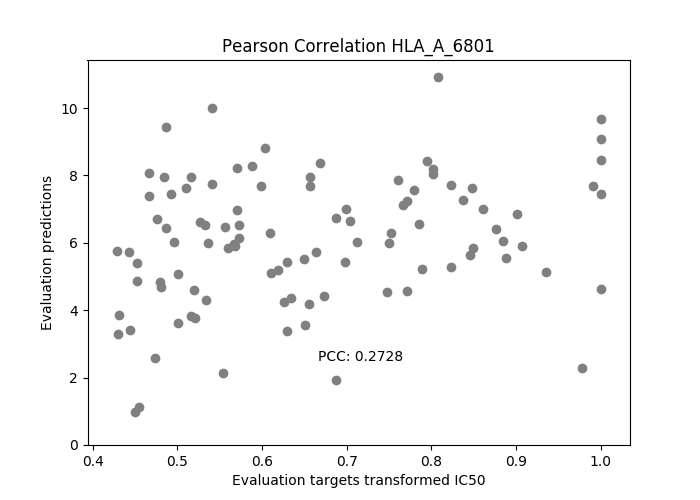 Pearson Correlation HLA_A_6801
Evaluation predictions
10
8
6
4
2
0
PCC: 0.2728
0.4 0.5 0.6 0.7 0.8 0.9 1.0
Evaluation targets transformed IC50